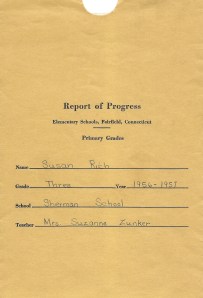 Report of Progress
Elementary Schools, Fairfield, Connecticut
Primary Grades
Name Susan Rich
Grade Three Year 1956-1957
School Sherman School
Teacher Mrs. Suzanne Zunker